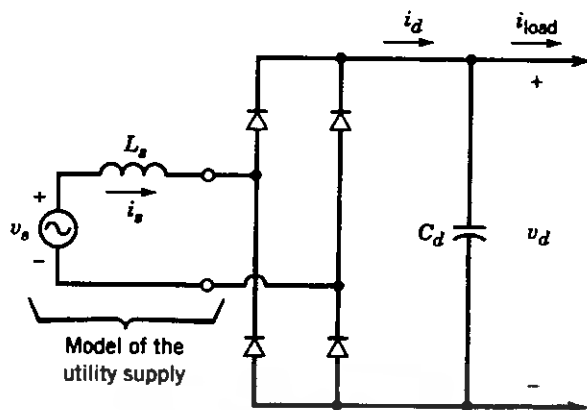 i_d
i_load
+
L_s
+
i_s
v_s
−
C_d
v_d
Model of the
utility supply
−